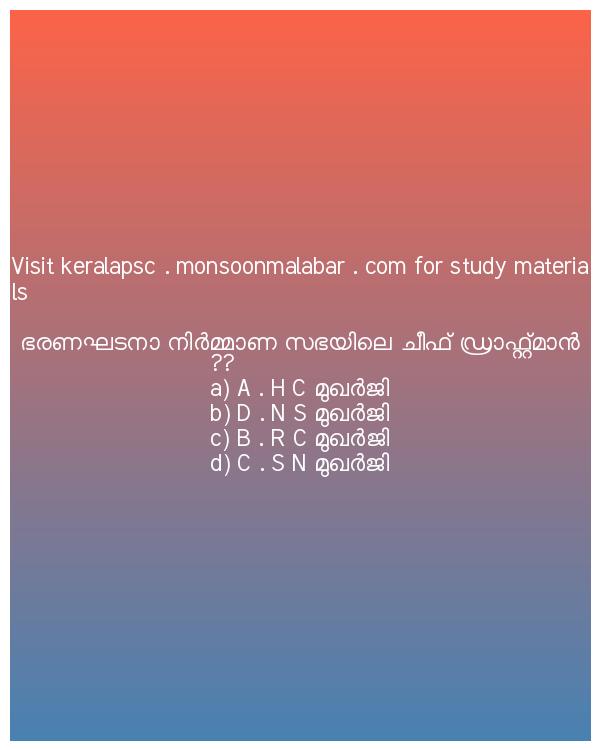 Visit keralapsc . monsoonmalabar . com for study materia
ls
ഭരണഘടനാ നിർമ്മാണ സഭയിലെ ചീഫ് ഡ്രാഫ്റ്റ്മാൻ
??
a) A . H C മുഖർജി
b) D . N S മുഖർജി
c) B . R C മുഖർജി
d) C . S N മുഖർജി